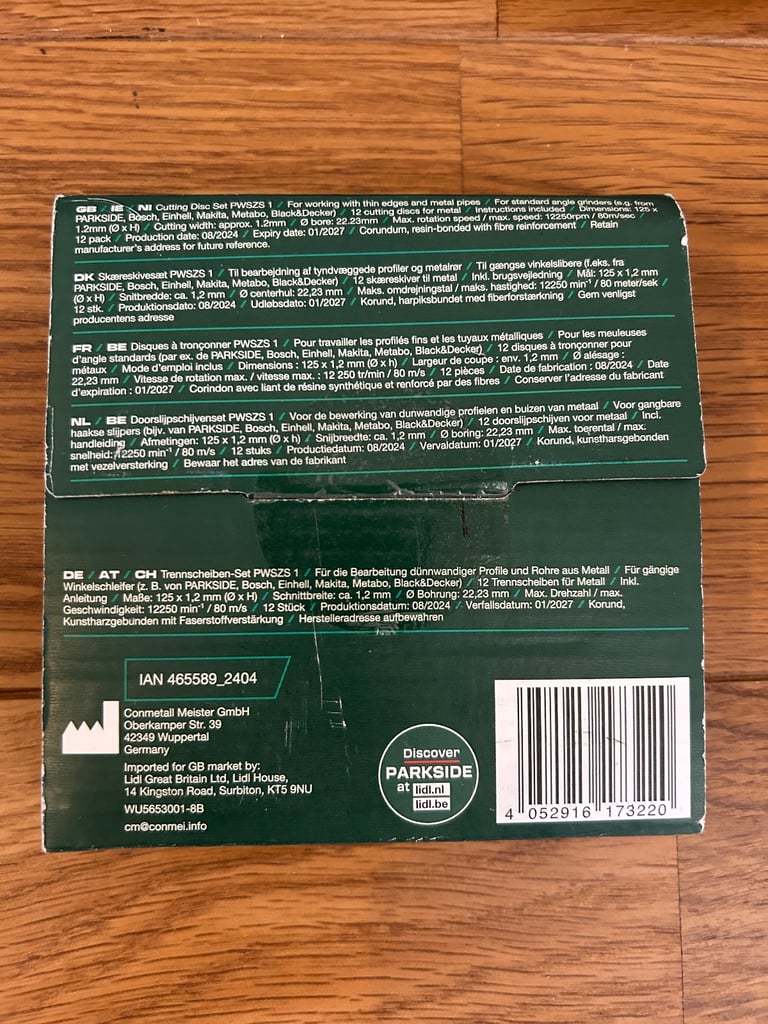 GB / IE / NI Cutting Disc Set PWSZS 1 / For working with thin edges and metal pipes / For standard angle grinders (e.g. from
PARKSIDE, Bosch, Einhell, Makita, Metabo, Black&Decker) / 12 cutting discs for metal / Instructions included / Dimensions: 125 x
1.2mm (Ø x H) / Cutting width: approx. 1.2mm / Ø bore: 22.23mm / Max. rotation speed / max. speed: 12250rpm / 80m/sec /
12 pack / Production date: 08/2024 / Expiry date: 01/2027 / Corundum, resin-bonded with fibre reinforcement / Retain
manufacturer's address for future reference.
DK Skæreskivesæt PWSZS 1 / Til bearbejdning af tyndvæggede profiler og metalrør / Til gængse vinkelslibere (f.eks. fra
PARKSIDE, Bosch, Einhell, Makita, Metabo, Black&Decker) / 12 skæreskiver til metal / Inkl. brugsvejledning / Mål: 125 x 1,2 mm
(Ø x H) / Snitbredde: ca. 1,2 mm / Ø centerhul: 22,23 mm / Maks. omdrejningstal / maks. hastighed: 12250 min⁻¹ / 80 meter/sek /
12 stk. / Produktionsdato: 08/2024 / Udløbsdato: 01/2027 / Korund, harpiksbundet med fiberforstærkning / Gem venligst
producentens adresse
FR / BE Disques à tronçonner PWSZS 1 / Pour travailler les profilés fins et les tuyaux métalliques / Pour les meuleuses
d'angle standards (par ex. de PARKSIDE, Bosch, Einhell, Makita, Metabo, Black&Decker) / 12 disques à tronçonner pour
métaux / Mode d'emploi inclus / Dimensions : 125 x 1,2 mm (Ø x h) / Largeur de coupe : env. 1,2 mm / Ø alésage :
22,23 mm / Vitesse de rotation max. / vitesse max. : 12 250 tr/min / 80 m/s / 12 pièces / Date de fabrication : 08/2024 / Date
d'expiration : 01/2027 / Corindon avec liant de résine synthétique et renforcé par des fibres / Conserver l'adresse du fabricant
NL / BE Doorslijpschijvenset PWSZS 1 / Voor de bewerking van dunwandige profielen en buizen van metaal / Voor gangbare
haakse slijpers (bijv. van PARKSIDE, Bosch, Einhell, Makita, Metabo, Black&Decker) / 12 doorslijpschijven voor metaal / Incl.
handleiding / Afmetingen: 125 x 1,2 mm (Ø x h) / Snijbreedte: ca. 1,2 mm / Ø boring: 22,23 mm / Max. toerental / max.
snelheid: 12250 min⁻¹ / 80 m/s / 12 stuks / Productiedatum: 08/2024 / Vervaldatum: 01/2027 / Korund, kunstharsgebonden
met vezelversterking / Bewaar het adres van de fabrikant
DE / AT / CH Trennscheiben-Set PWSZS 1 / Für die Bearbeitung dünnwandiger Profile und Rohre aus Metall / Für gängige
Winkelschleifer (z. B. von PARKSIDE, Bosch, Einhell, Makita, Metabo, Black&Decker) / 12 Trennscheiben für Metall / Inkl.
Anleitung / Maße: 125 x 1,2 mm (Ø x H) / Schnittbreite: ca. 1,2 mm / Ø Bohrung: 22,23 mm / Max. Drehzahl / max.
Geschwindigkeit: 12250 min⁻¹ / 80 m/s / 12 Stück / Produktionsdatum: 08/2024 / Verfallsdatum: 01/2027 / Korund,
Kunstharzgebunden mit Faserstoffverstärkung / Herstelleradresse aufbewahren
IAN 465589_2404
Conmetall Meister GmbH
Oberkamper Str. 39
42349 Wuppertal
Germany
Imported for GB market by:
Lidl Great Britain Ltd, Lidl House,
14 Kingston Road, Surbiton, KT5 9NU
WU5653001-8B
cm@conmei.info
Discover
PARKSIDE
at lidl.nl
lidl.be
4 052916 173220